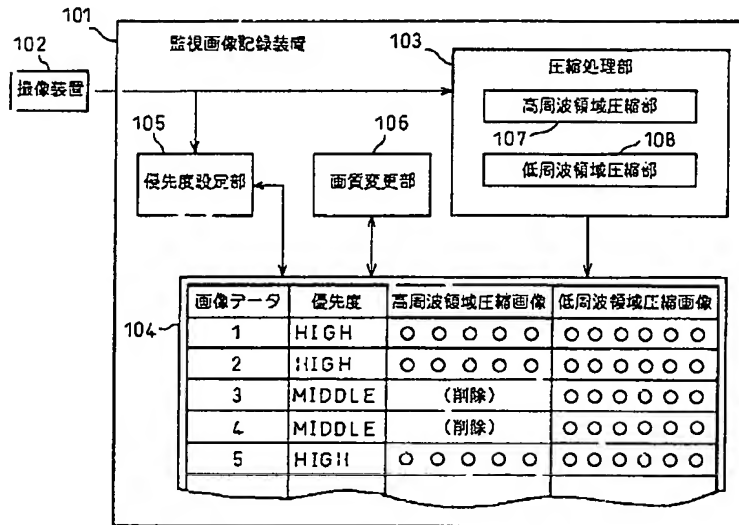 101
監視画像記録装置
102
撮像装置
103
圧縮処理部
高周波領域圧縮部
107
108
低周波領域圧縮部
105
優先度設定部
106
画質変更部
104
画像データ 優先度 高周波領域圧縮画像 低周波領域圧縮画像
1 HIGH ○ ○ ○ ○ ○ ○ ○ ○ ○ ○ ○
2 HIGH ○ ○ ○ ○ ○ ○ ○ ○ ○ ○ ○
3 MIDDLE (削除) ○ ○ ○ ○ ○ ○
4 MIDDLE (削除) ○ ○ ○ ○ ○ ○
5 HIGH ○ ○ ○ ○ ○ ○ ○ ○ ○ ○ ○